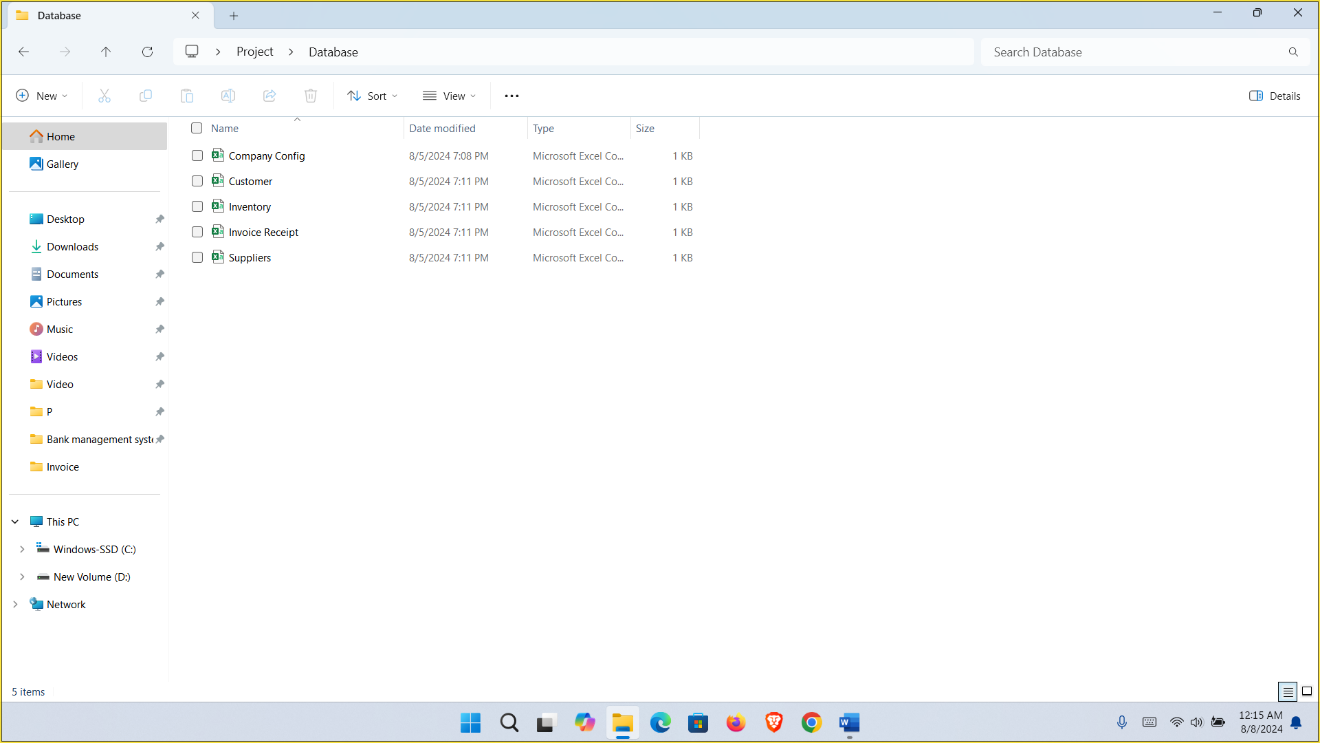 Database
Project
Database
Search Database
New
Sort
View
Details
Name
Date modified
Type
Size
Home
Gallery
Desktop
Downloads
Documents
Pictures
Music
Videos
Video
P
Bank management syst
Invoice
This PC
Windows-SSD (C:)
New Volume (D:)
Network
Company Config 8/5/2024 7:08 PM Microsoft Excel Co... 1 KB
Customer 8/5/2024 7:11 PM Microsoft Excel Co... 1 KB
Inventory 8/5/2024 7:11 PM Microsoft Excel Co... 1 KB
Invoice Receipt 8/5/2024 7:11 PM Microsoft Excel Co... 1 KB
Suppliers 8/5/2024 7:11 PM Microsoft Excel Co... 1 KB
5 items
12:15 AM
8/8/2024